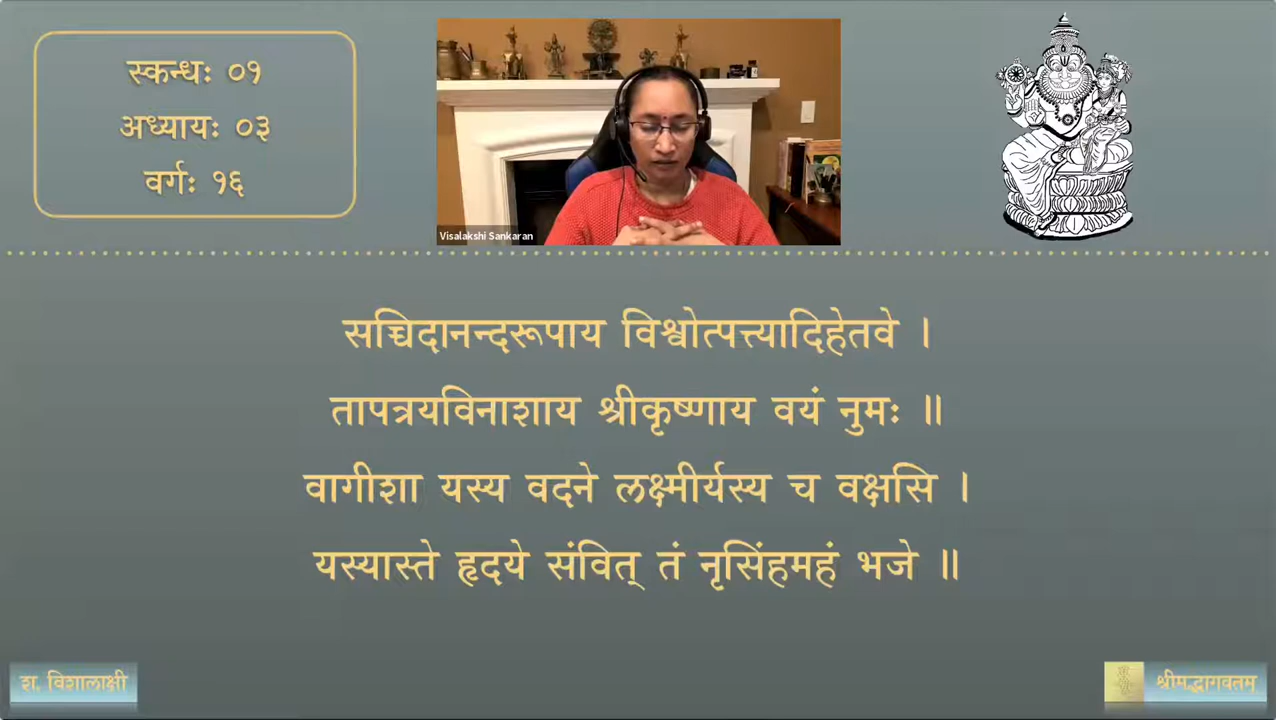 स्कन्धः ०१
अध्यायः ०३
वर्गः १६
Visalakshi Sankaran
सच्चिदानन्दरूपाय विश्वोत्पत्त्यादिहेतवे ।
तापत्रयविनाशाय श्रीकृष्णाय वयं नुमः ॥
वागीशा यस्य वदने लक्ष्मीर्यस्य च वक्षसि ।
यस्यास्ते हृदये संवित् तं नृसिंहमहं भजे ॥
श. विशालाक्षी
श्रीमद्भागवतम्